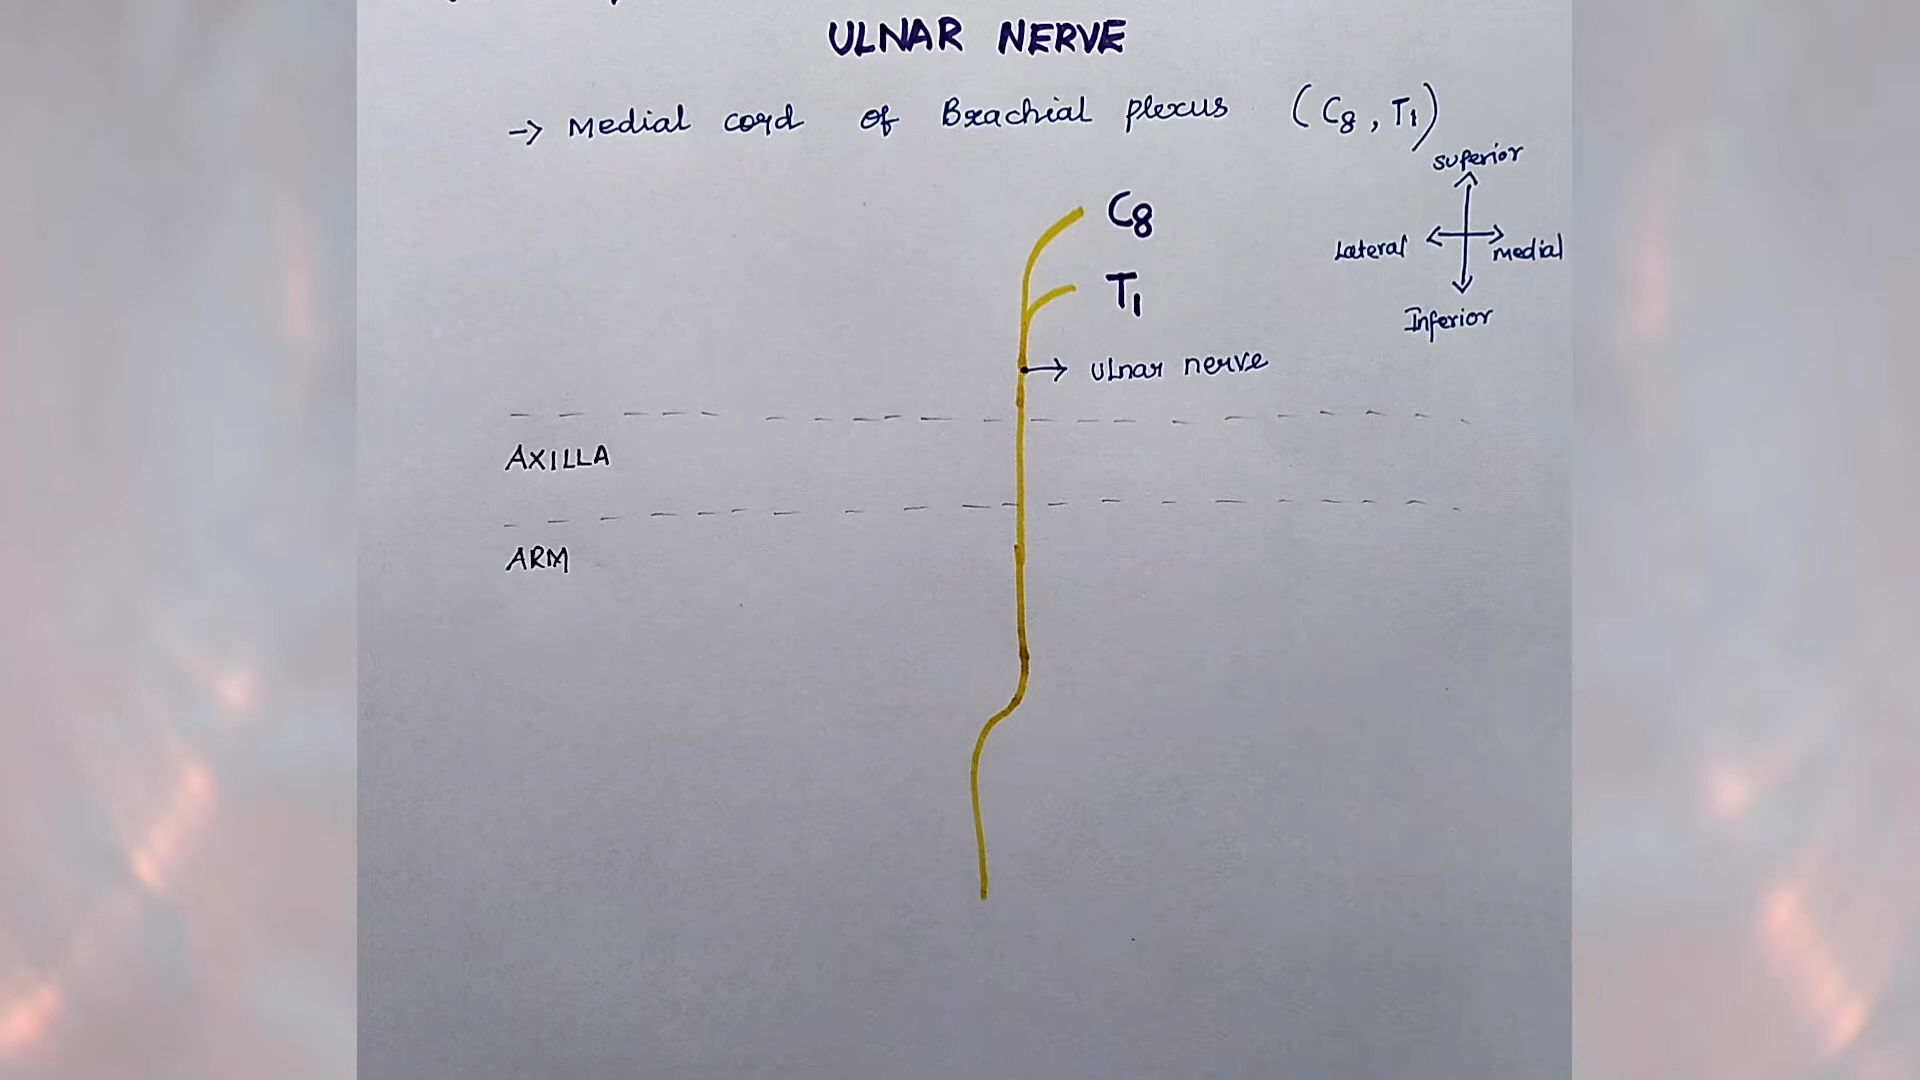 ULNAR NERVE
-> Medial cord of Brachial plexus (C8, T1)
superior
C8
Lateral
medial
T1
Inferior
ulnar nerve
AXILLA
ARM